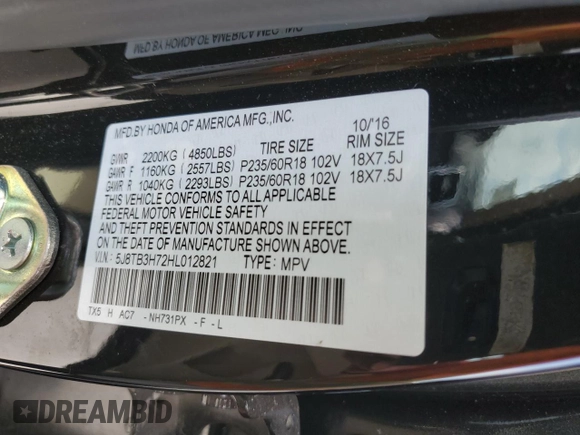 MFD.BY HONDA OF AMERICA MFG.,INC. 10/'16
GVWR 2200KG (4850LBS) TIRE SIZE RIM SIZE
GAWR F 1160KG (2557LBS) P235/60R18 102V 18X7.5J
GAWR R 1040KG (2293LBS) P235/60R18 102V 18X7.5J
THIS VEHICLE CONFORMS TO ALL APPLICABLE
FEDERAL MOTOR VEHICLE SAFETY
AND THEFT PREVENTION STANDARDS IN EFFECT
ON THE DATE OF MANUFACTURE SHOWN ABOVE.
V.I.N.: 5J8TB3H72HL012821 TYPE: MPV
TX5 H AC7 -NH731PX -F-L
DREAMBID